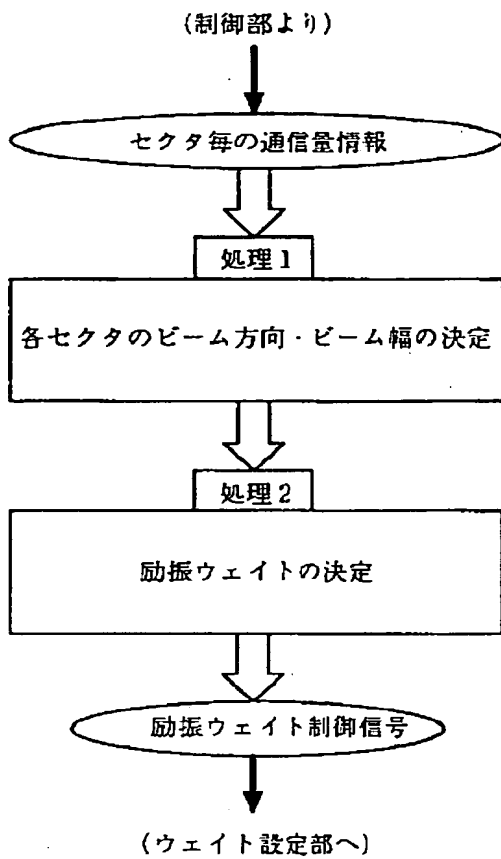 (制御部より)
セクタ毎の通信量情報
処理1
各セクタのビーム方向・ビーム幅の決定
処理2
励振ウェイトの決定
励振ウェイト制御信号
(ウェイト設定部へ)